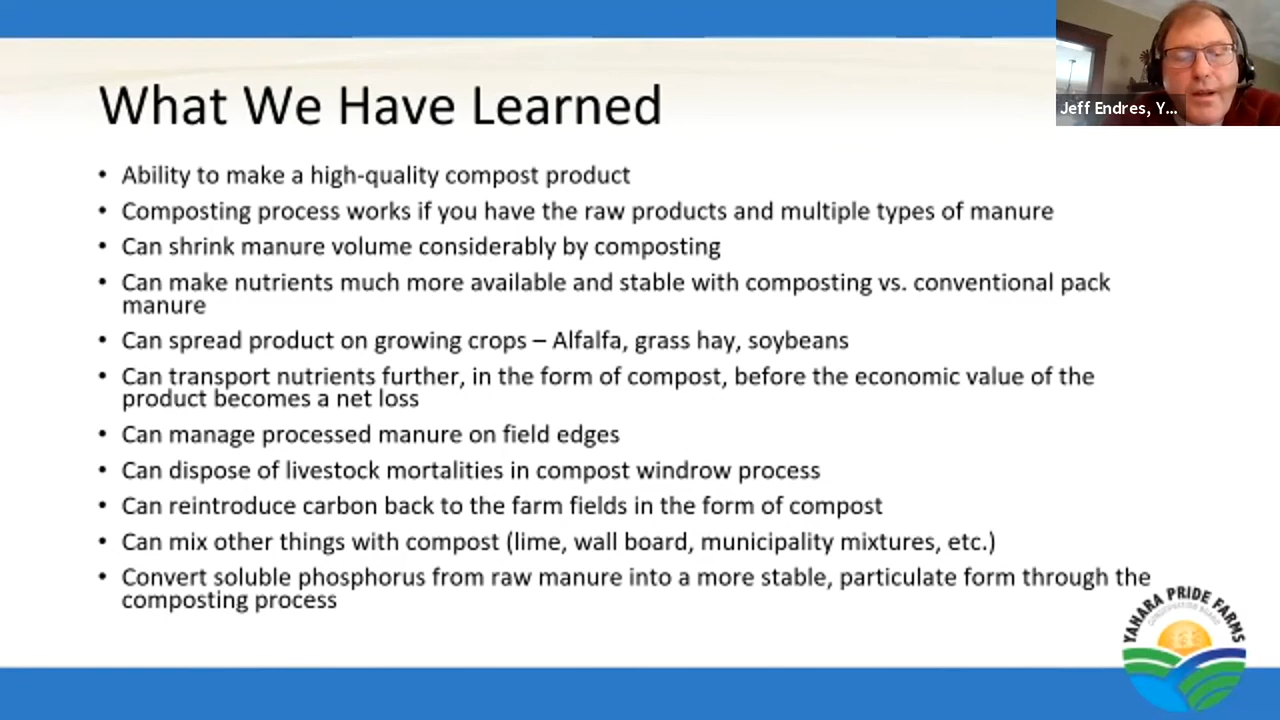 What We Have Learned
Jeff Endres, Y...
• Ability to make a high-quality compost product
• Composting process works if you have the raw products and multiple types of manure
• Can shrink manure volume considerably by composting
• Can make nutrients much more available and stable with composting vs. conventional pack
manure
• Can spread product on growing crops – Alfalfa, grass hay, soybeans
• Can transport nutrients further, in the form of compost, before the economic value of the
product becomes a net loss
• Can manage processed manure on field edges
• Can dispose of livestock mortalities in compost windrow process
• Can reintroduce carbon back to the farm fields in the form of compost
• Can mix other things with compost (lime, wall board, municipality mixtures, etc.)
• Convert soluble phosphorus from raw manure into a more stable, particulate form through the
composting process
YAHARA PRIDE FARMS
CONSERVATION BOARD